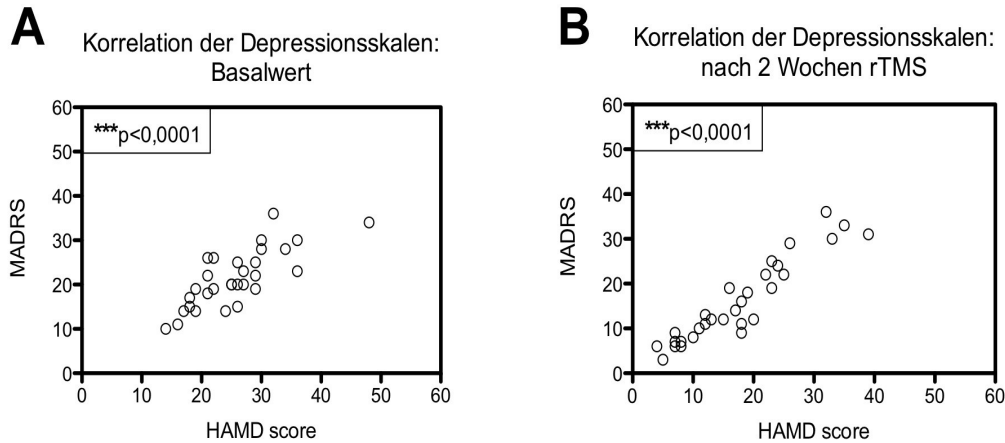 A
Korrelation der Depressionsskalen:
Basalwert
***p<0,0001
60
50
40
30
20
10
0
MADRS
0 10 20 30 40 50 60
HAMD score
B
Korrelation der Depressionsskalen:
nach 2 Wochen rTMS
***p<0,0001
60
50
40
30
20
10
0
MADRS
0 10 20 30 40 50 60
HAMD score